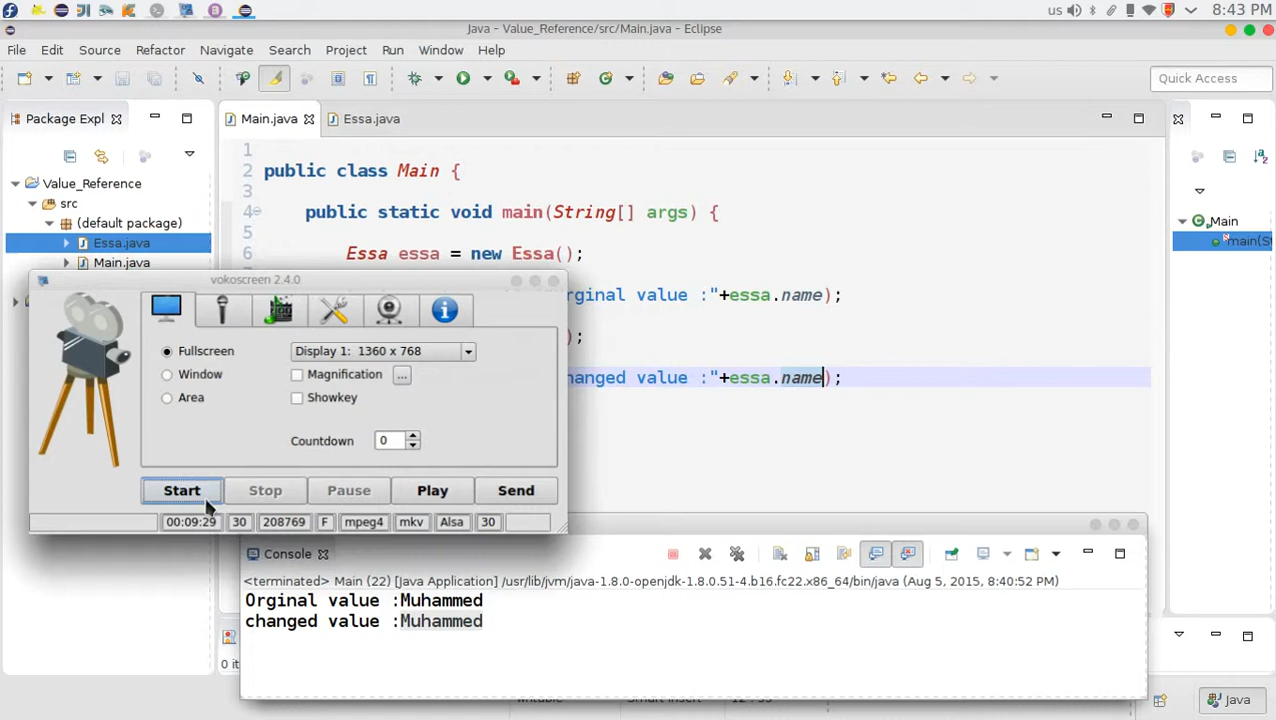 us
8:43 PM
Java - Value_Reference/src/Main.java - Eclipse
File Edit Source Refactor Navigate Search Project Run Window Help
Quick Access
Package Expl
Main.java
Essa.java
Value_Reference
src
(default package)
Essa.java
Main.java
1
2 public class Main {
3
4 public static void main(String[] args) {
5
6 Essa essa = new Essa();
rginal value :"+essa.name);
);
hanged value :"+essa.name);
Main
main(S
vokoscreen 2.4.0
Fullscreen
Display 1: 1360 x 768
Window
Magnification
...
Area
Showkey
Countdown
0
Start
Stop
Pause
Play
Send
00:09:29
30
208769
F
mpeg4
mkv
Alsa
30
Console
<terminated> Main (22) [Java Application] /usr/lib/jvm/java-1.8.0-openjdk-1.8.0.51-4.b16.fc22.x86_64/bin/java (Aug 5, 2015, 8:40:52 PM)
Orginal value :Muhammed
changed value :Muhammed
0 it
Java